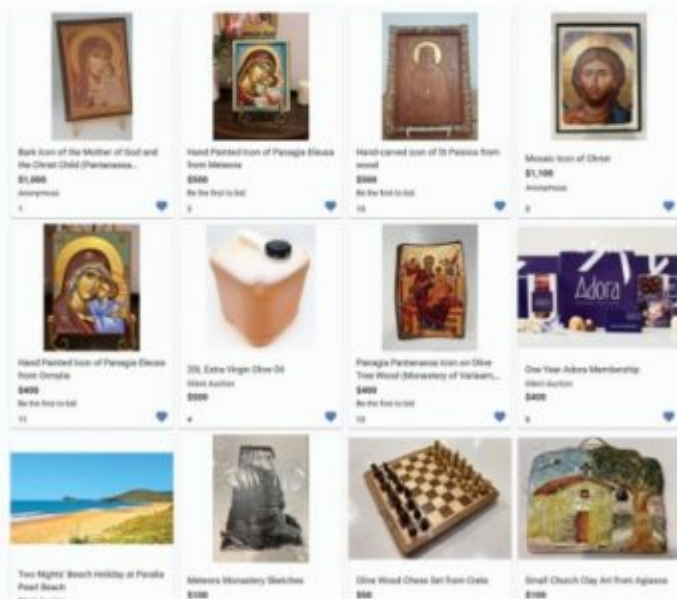 Bark Icon of the Mother of God and
the Christ Child (Pantanassa...
$1,000
Anonymous
1
Hand Painted Icon of Panagia Eleusa
from Meteora
$500
Be the first to bid
Hand-carved icon of St Paisios from
wood
$500
Be the first to bid
Mosaic Icon of Christ
$1,100
Anonymous
Hand Painted Icon of Panagia Eleusa
from Ormylia
$400
Be the first to bid
11
20L Extra Virgin Olive Oil
Silent Auction
$500
4
Panagia Pantanassa Icon on Olive
Tree Wood (Monastery of Varlaam,...
$400
Be the first to bid
Adora
One Year Adora Membership
Silent Auction
$400
Two Nights' Beach Holiday at Paralia
Pearl Beach
Meteora Monastery Sketches
$100
Olive Wood Chess Set from Crete
$50
Small Church Clay Art from Agiasos
$100